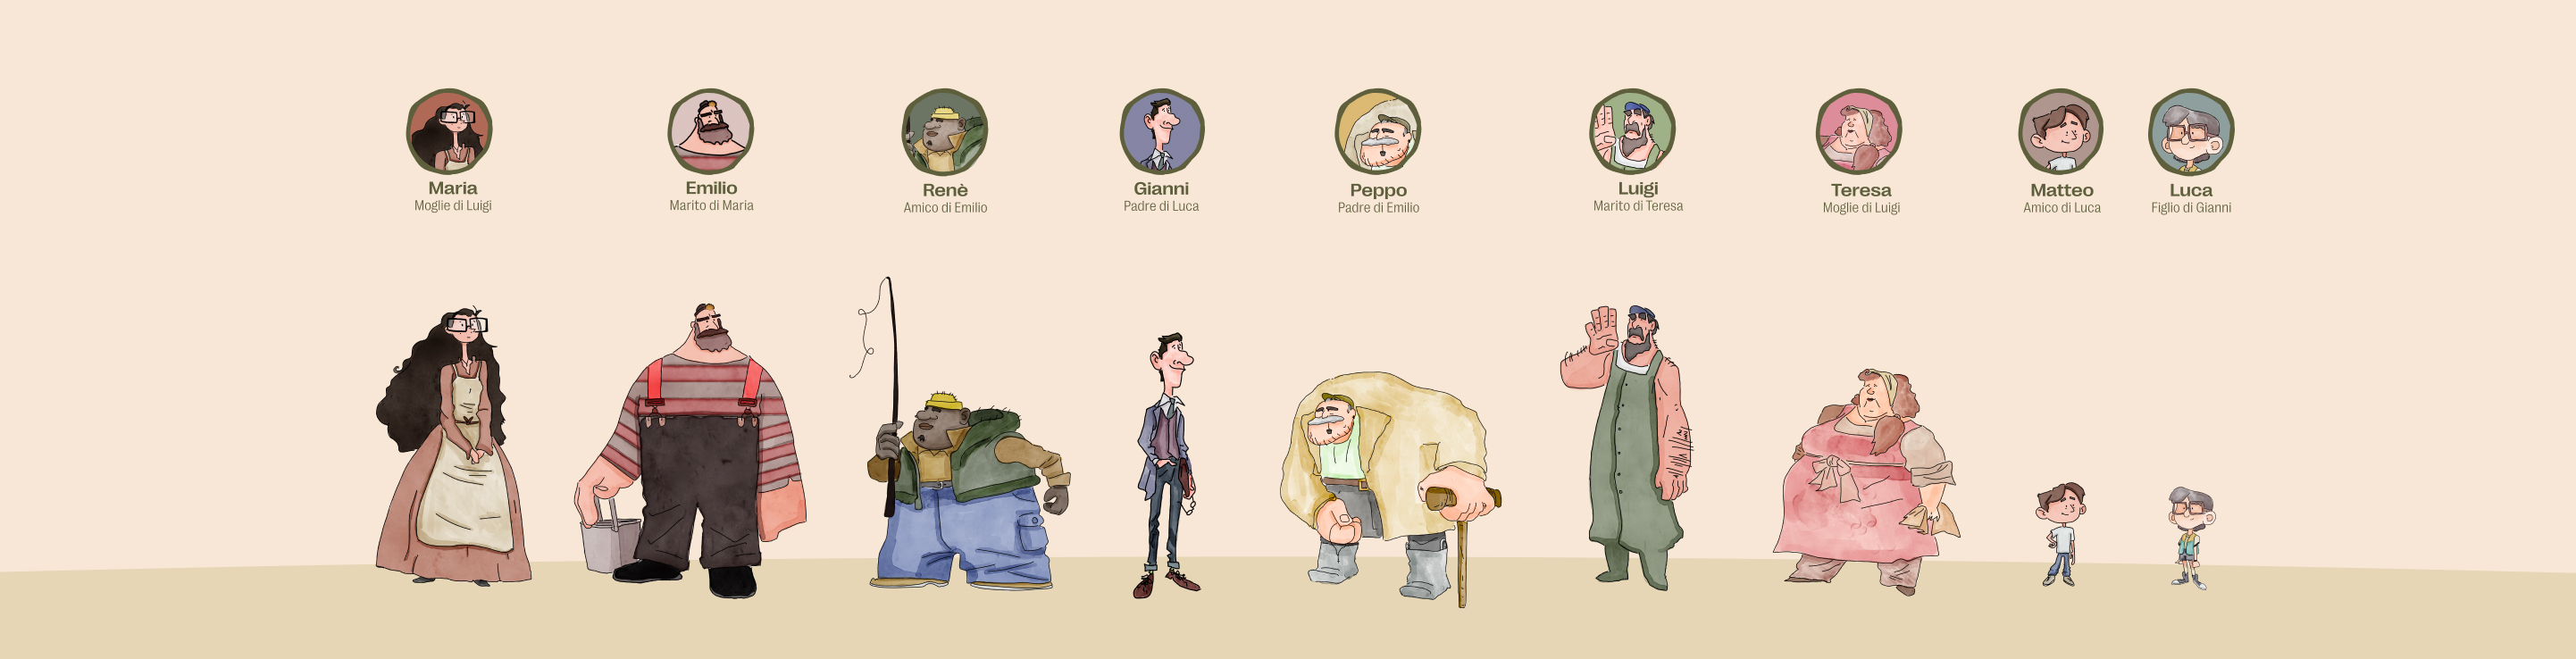 Maria
Moglie di Luigi
Emilio
Marito di Maria
Renè
Amico di Emilio
Gianni
Padre di Luca
Peppo
Padre di Emilio
Luigi
Marito di Teresa
Teresa
Moglie di Luigi
Matteo
Amico di Luca
Luca
Figlio di Gianni